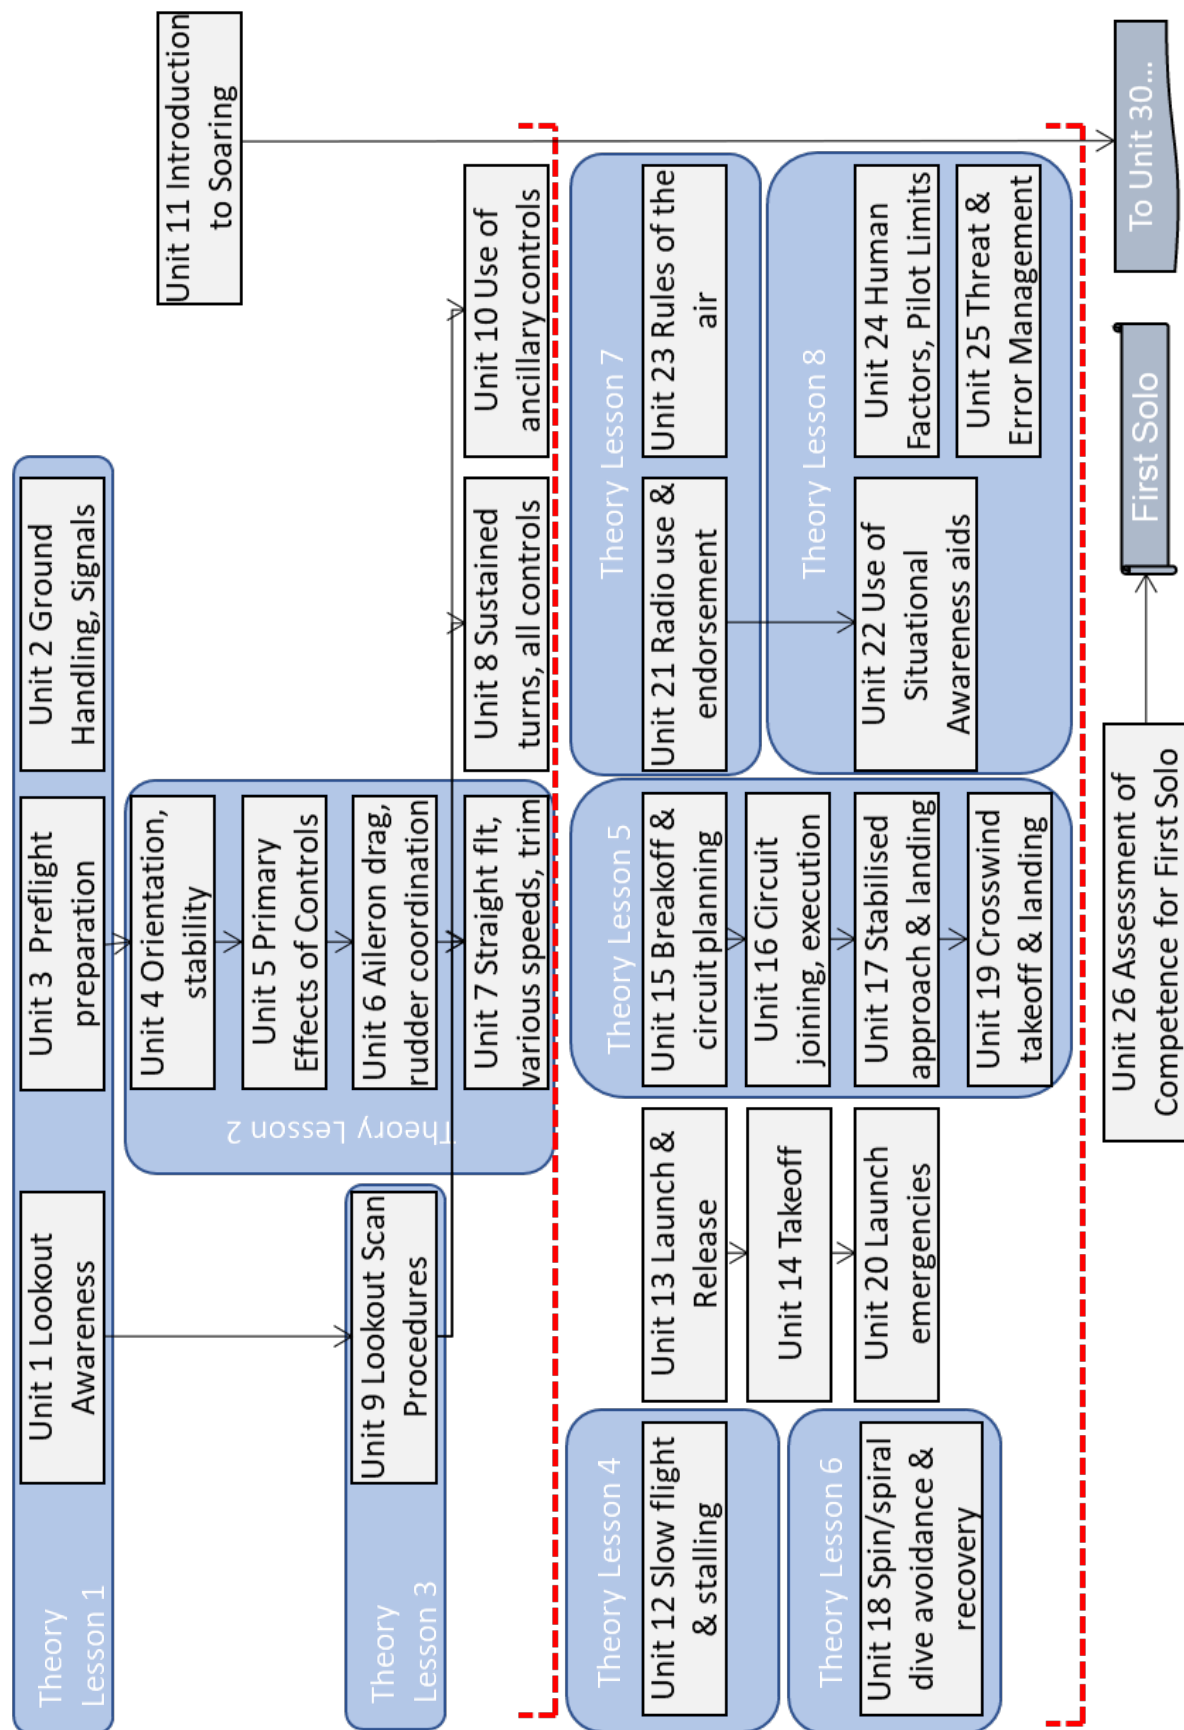 Theory
Lesson 1
Unit 1 Lookout
Awareness
Unit 3 Preflight
preparation
Unit 2 Ground
Handling, Signals
Unit 11 Introduction
to Soaring
Theory Lesson 2
Unit 4 Orientation,
stability
Unit 5 Primary
Effects of Controls
Unit 6 Aileron drag,
rudder coordination
Unit 7 Straight flt,
various speeds, trim
Theory
Lesson 3
Unit 9 Lookout Scan
Procedures
Unit 8 Sustained
turns, all controls
Unit 10 Use of
ancillary controls
Theory Lesson 4
Unit 12 Slow flight
& stalling
Theory Lesson 6
Unit 18 Spin/spiral
dive avoidance &
recovery
Unit 13 Launch &
Release
Unit 14 Takeoff
Unit 20 Launch
emergencies
Theory Lesson 5
Unit 15 Breakoff &
circuit planning
Unit 16 Circuit
joining, execution
Unit 17 Stabilised
approach & landing
Unit 19 Crosswind
takeoff & landing
Theory Lesson 7
Unit 21 Radio use &
endorsement
Unit 23 Rules of the
air
Theory Lesson 8
Unit 22 Use of
Situational
Awareness aids
Unit 24 Human
Factors, Pilot Limits
Unit 25 Threat &
Error Management
Unit 26 Assessment of
Competence for First Solo
First Solo
To Unit 30...